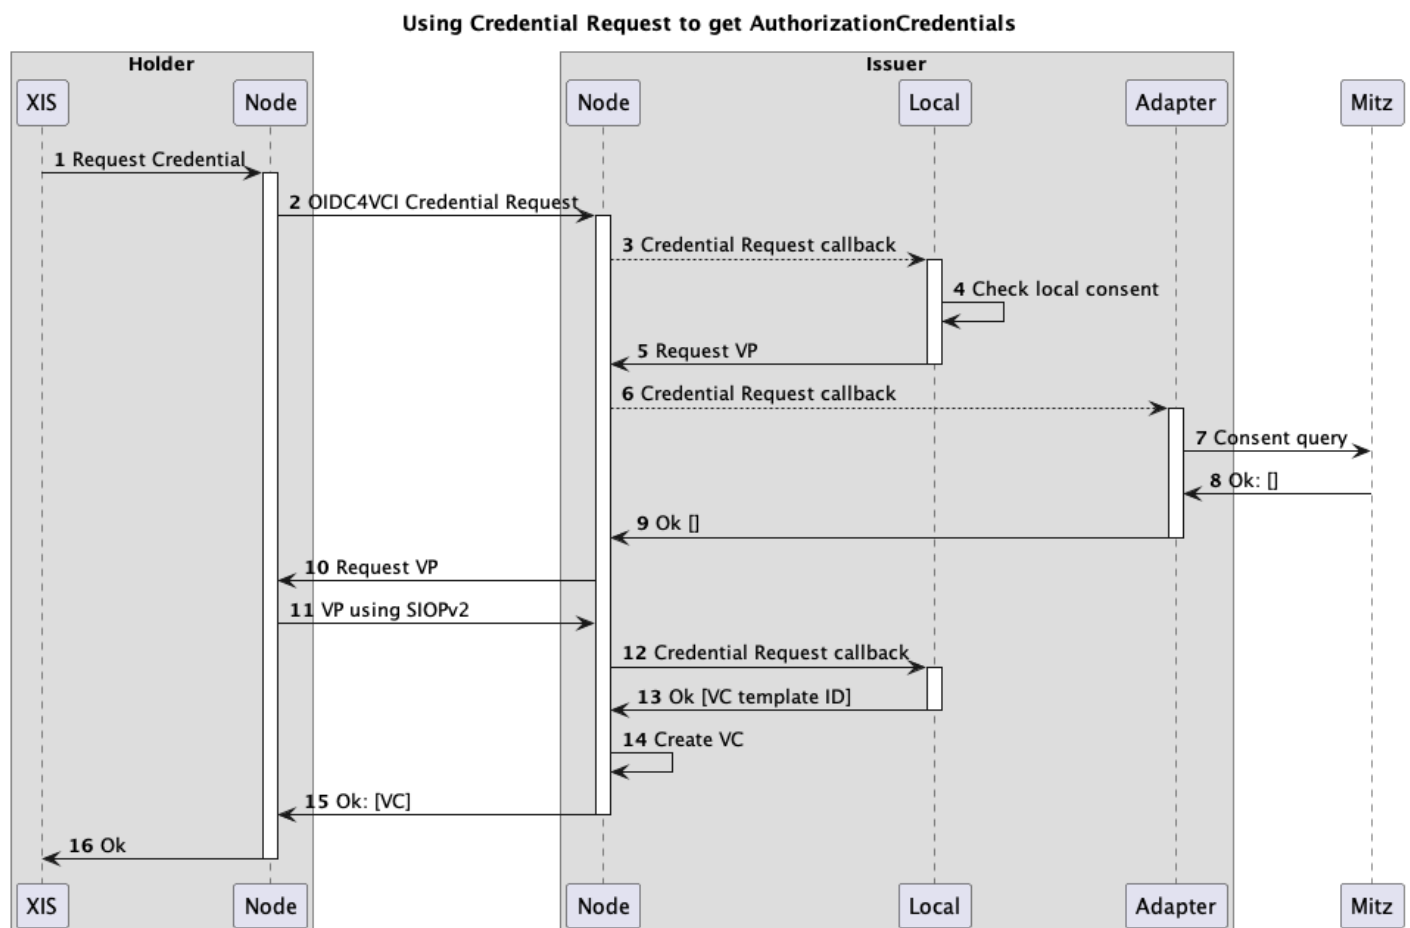 Using Credential Request to get AuthorizationCredentials
Holder
Issuer
XIS
Node
Node
Local
Adapter
Mitz
1 Request Credential
2 OIDC4VCI Credential Request
3 Credential Request callback
4 Check local consent
5 Request VP
6 Credential Request callback
7 Consent query
8 Ok: []
9 Ok []
10 Request VP
11 VP using SIOPv2
12 Credential Request callback
13 Ok [VC template ID]
14 Create VC
15 Ok: [VC]
16 Ok
XIS
Node
Node
Local
Adapter
Mitz